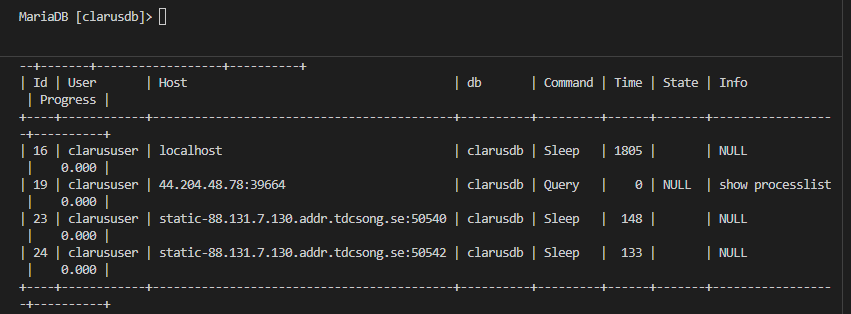 MariaDB [clarusdb]>
--+-------+------------------+----------+
| Id | User       | Host                                     | db       | Command | Time | State | Info
 | Progress |
+----+------------+------------------------------------------+----------+---------+------+-------+-----------------
-+----------+
| 16 | clarususer | localhost                                | clarusdb | Sleep   | 1805 |       | NULL
 |    0.000 |
| 19 | clarususer | 44.204.48.78:39664                       | clarusdb | Query   |    0 | NULL  | show processlist
 |    0.000 |
| 23 | clarususer | static-88.131.7.130.addr.tdcsong.se:50540 | clarusdb | Sleep   |  148 |       | NULL
 |    0.000 |
| 24 | clarususer | static-88.131.7.130.addr.tdcsong.se:50542 | clarusdb | Sleep   |  133 |       | NULL
 |    0.000 |
+----+------------+------------------------------------------+----------+---------+------+-------+-----------------
-+----------+